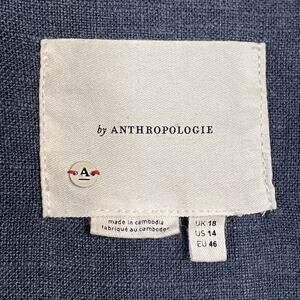 by ANTHROPOLOGIE
A
made in cambodia
fabriqué au cambodge
UK 18
US 14
EU 46